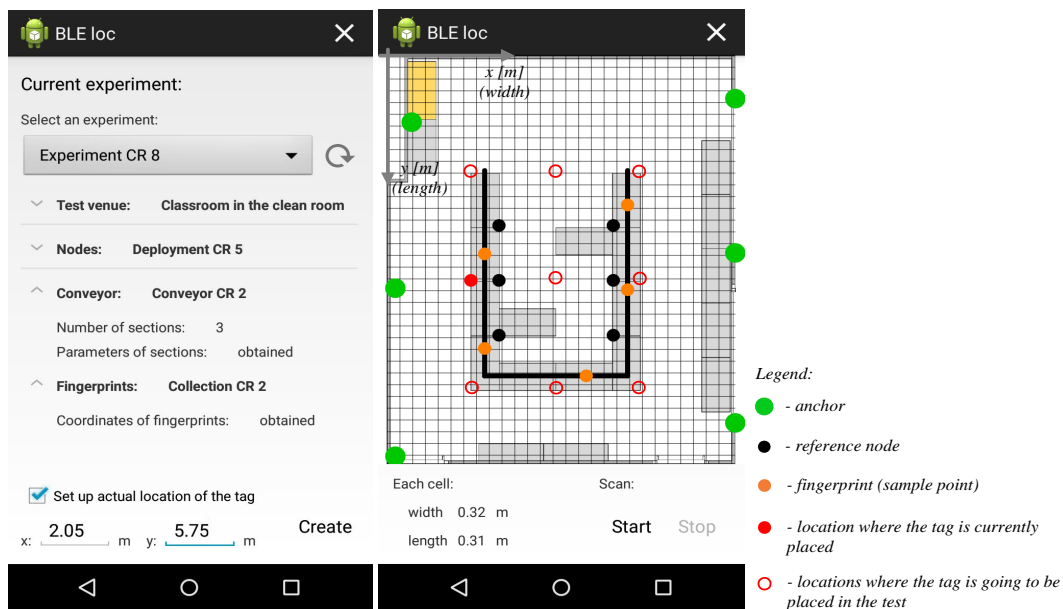 BLE loc
Current experiment:
Select an experiment:
Experiment CR 8
Test venue: Classroom in the clean room
Nodes: Deployment CR 5
Conveyor: Conveyor CR 2
Number of sections: 3
Parameters of sections: obtained
Fingerprints: Collection CR 2
Coordinates of fingerprints: obtained
Set up actual location of the tag
x: 2.05 m y: 5.75 m Create
BLE loc
x [m]
(width)
y [m]
(length)
Each cell: Scan:
width 0.32 m
length 0.31 m
Start Stop
Legend:
- anchor
- reference node
- fingerprint (sample point)
- location where the tag is currently
placed
- locations where the tag is going to be
placed in the test